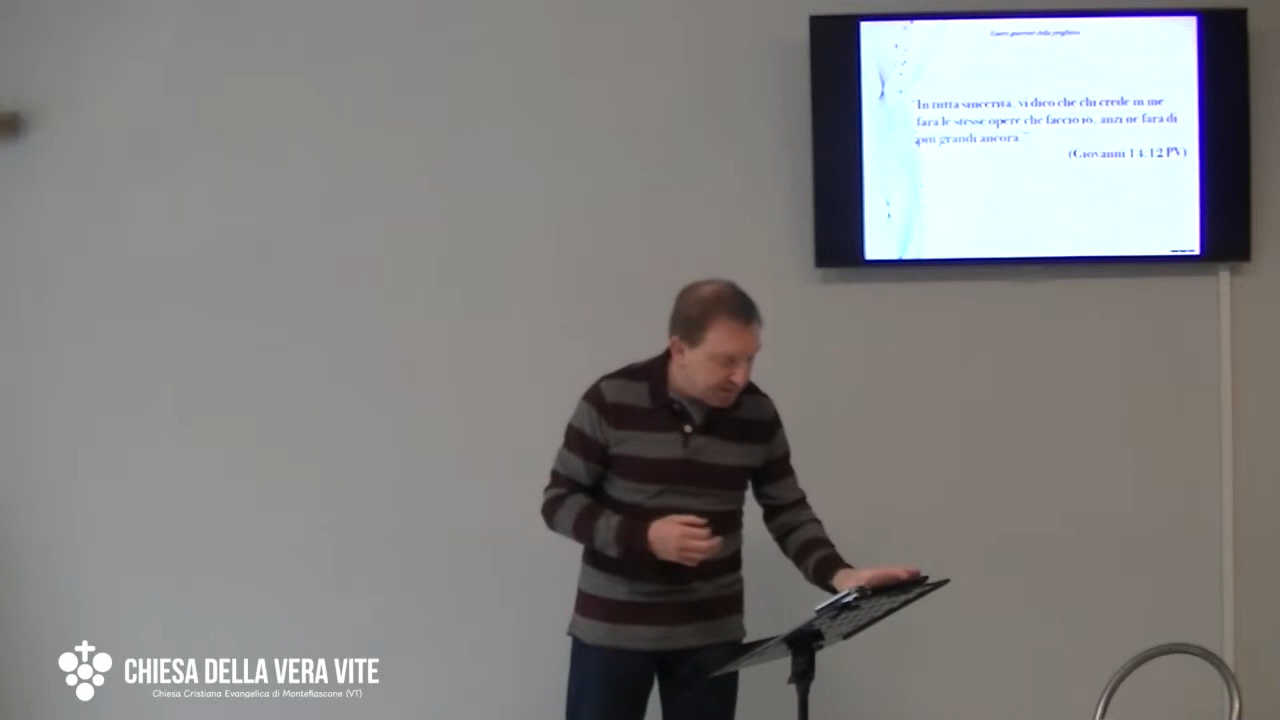 "In tutta sincerità, vi dico che chi crede in me
farà le stesse opere che faccio io, anzi ne farà di
più grandi ancora."
(Giovanni 14:12 PV)
CHIESA DELLA VERA VITE
Chiesa Cristiana Evangelica di Montefiascone (VT)